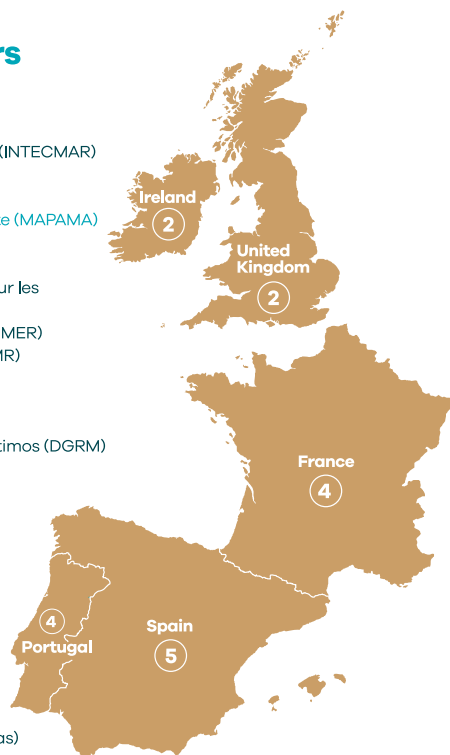 rs
(INTECMAR)
e (MAPAMA)
ur les
MER)
MR)
timos (DGRM)
as)
Ireland
2
United
Kingdom
2
France
4
4
Portugal
Spain
5